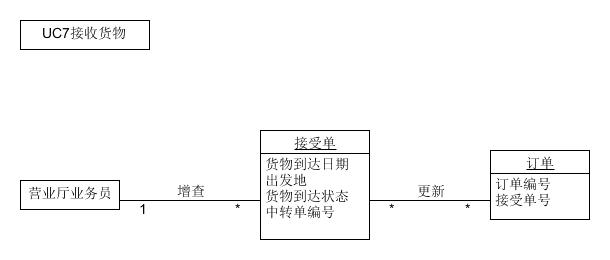 UC7接收货物
接受单
货物到达日期
出发地
货物到达状态
中转单编号
订单
订单编号
接受单号
营业厅业务员
增查
更新
1
*
*
*